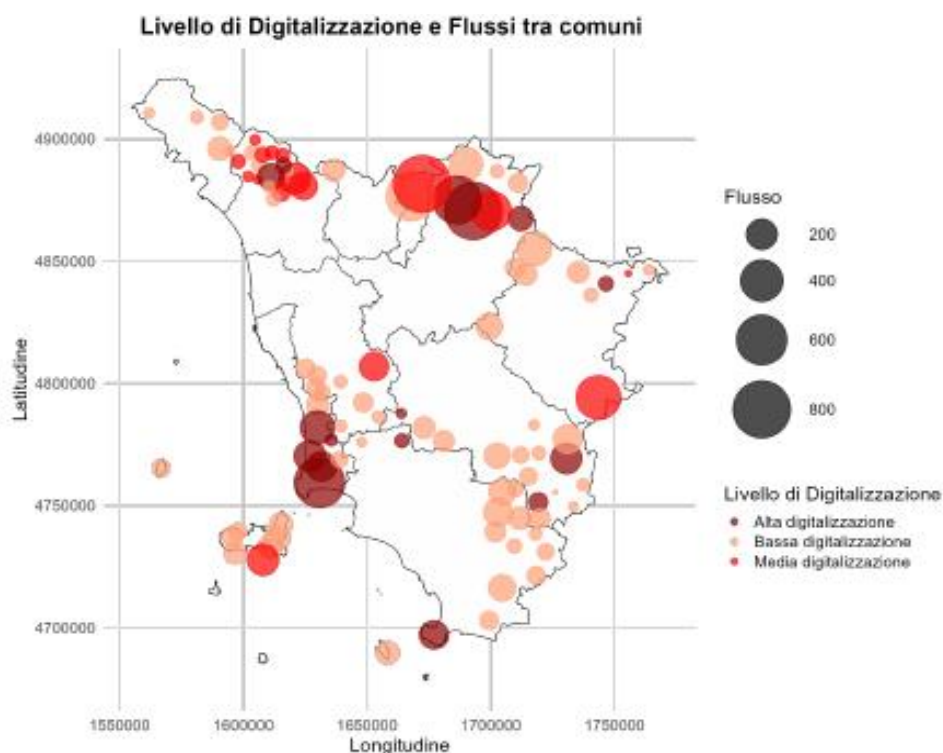 Livello di Digitalizzazione e Flussi tra comuni
4900000
4850000
4800000
4750000
4700000
Latitudine
1550000
1600000
1650000
1700000
1750000
Longitudine
Flusso
200
400
600
800
Livello di Digitalizzazione
Alta digitalizzazione
Bassa digitalizzazione
Media digitalizzazione